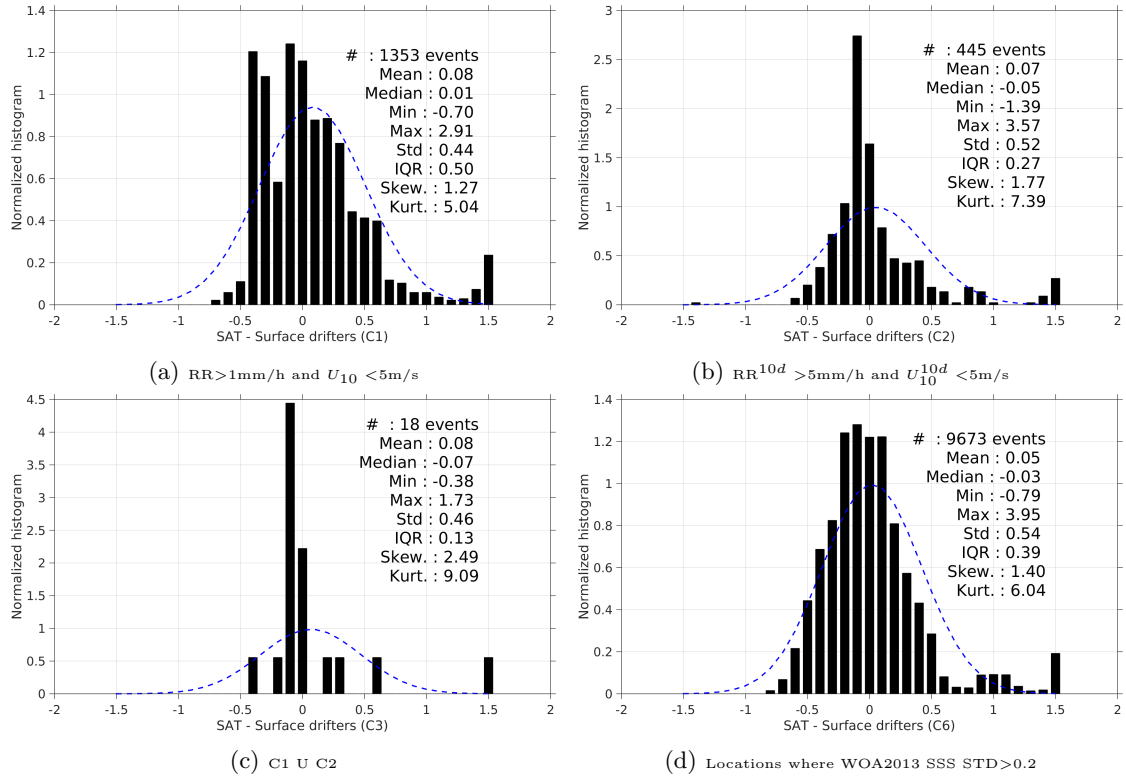 1.4
1.2
1
0.8
0.6
0.4
0.2
0
Normalized histogram
# : 1353 events
Mean : 0.08
Median : 0.01
Min : -0.70
Max : 2.91
Std : 0.44
IQR : 0.50
Skew. : 1.27
Kurt. : 5.04
-2 -1.5 -1 -0.5 0 0.5 1 1.5 2
SAT - Surface drifters (C1)
(a) RR>1mm/h and U10 <5m/s
3
2.5
2
1.5
1
0.5
0
Normalized histogram
# : 445 events
Mean : 0.07
Median : -0.05
Min : -1.39
Max : 3.57
Std : 0.52
IQR : 0.27
Skew. : 1.77
Kurt. : 7.39
-2 -1.5 -1 -0.5 0 0.5 1 1.5 2
SAT - Surface drifters (C2)
(b) RR^10d >5mm/h and U10^10d <5m/s
4.5
4
3.5
3
2.5
2
1.5
1
0.5
0
Normalized histogram
# : 18 events
Mean : 0.08
Median : -0.07
Min : -0.38
Max : 1.73
Std : 0.46
IQR : 0.13
Skew. : 2.49
Kurt. : 9.09
-2 -1.5 -1 -0.5 0 0.5 1 1.5 2
SAT - Surface drifters (C3)
(c) C1 U C2
1.4
1.2
1
0.8
0.6
0.4
0.2
0
Normalized histogram
# : 9673 events
Mean : 0.05
Median : -0.03
Min : -0.79
Max : 3.95
Std : 0.54
IQR : 0.39
Skew. : 1.40
Kurt. : 6.04
-2 -1.5 -1 -0.5 0 0.5 1 1.5 2
SAT - Surface drifters (C6)
(d) Locations where WOA2013 SSS STD>0.2